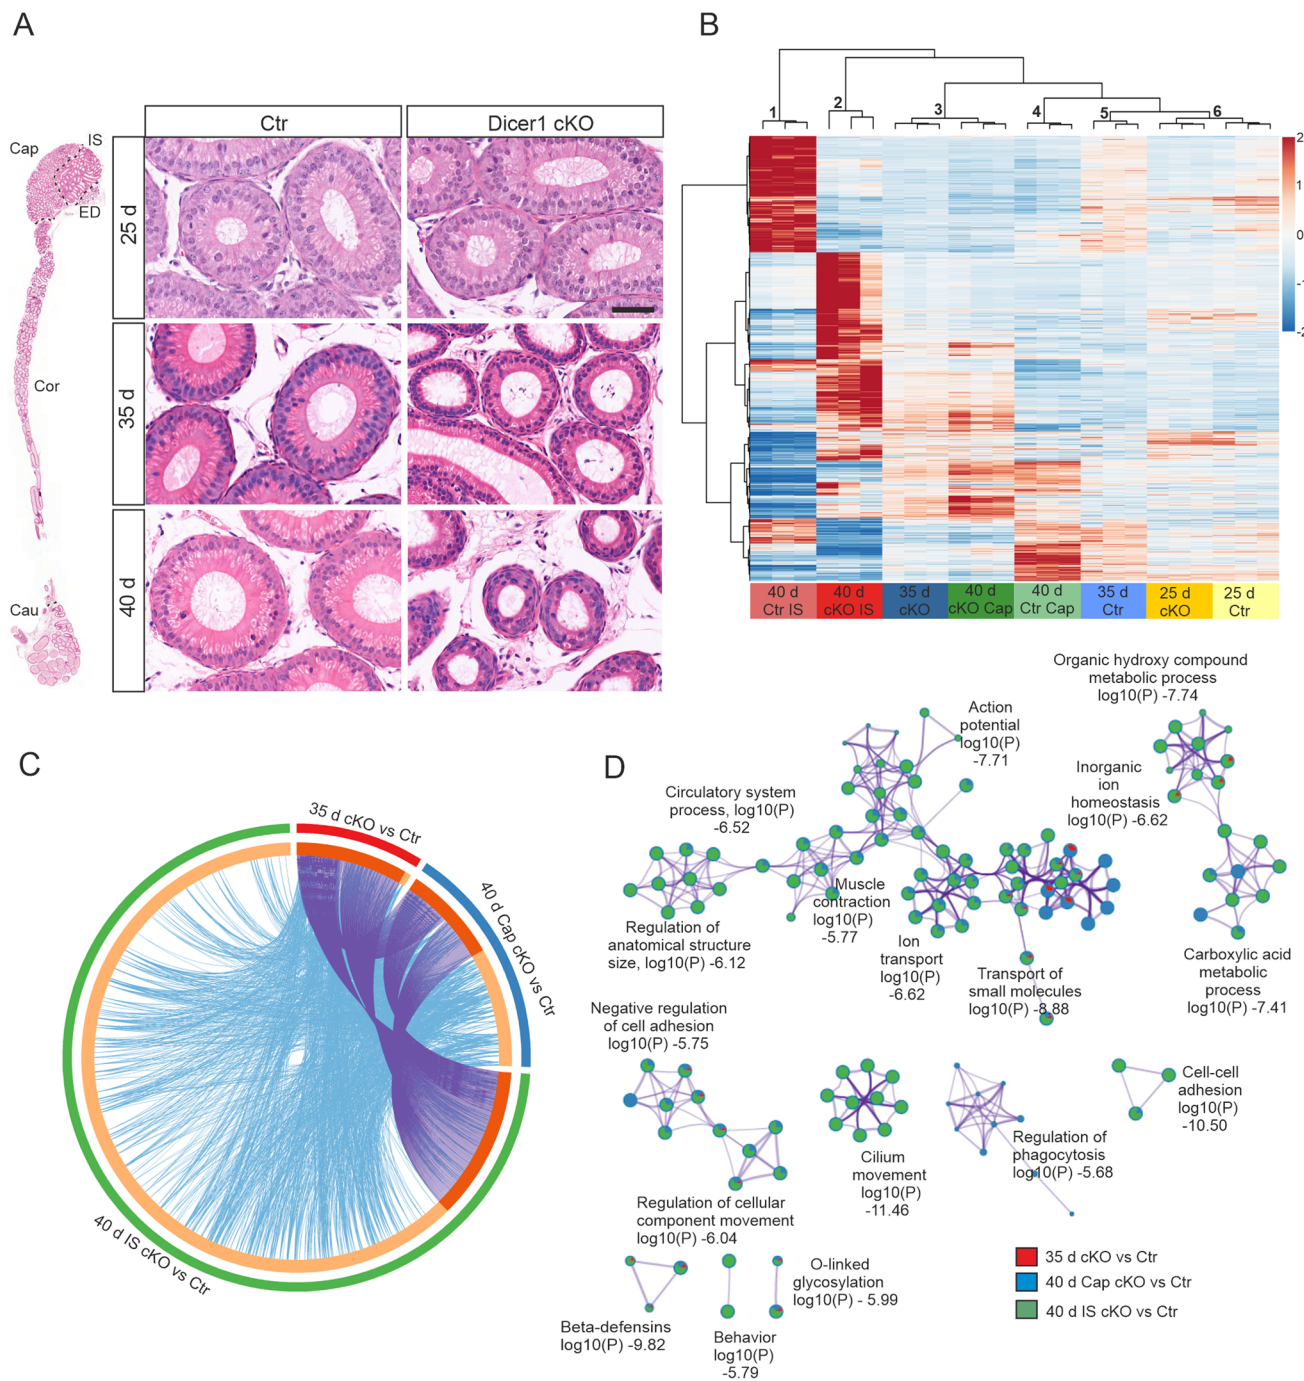 A
Ctr
Dicer1 cKO
Cap
IS
ED
Cor
Cau
25 d
35 d
40 d
B
1
2
3
4
5
6
2
1
0
-1
-2
40 d
Ctr IS
40 d
cKO IS
35 d
cKO
40 d
cKO Cap
40 d
Ctr Cap
35 d
Ctr
25 d
cKO
25 d
Ctr
C
35 d cKO vs Ctr
40 d Cap cKO vs Ctr
40 d IS cKO vs Ctr
D
Organic hydroxy compound
metabolic process
log10(P) -7.74
Action
potential
log10(P)
-7.71
Inorganic
ion
homeostasis
log10(P) -6.62
Circulatory system
process, log10(P)
-6.52
Muscle
contraction
log10(P)
-5.77
Regulation of
anatomical structure
size, log10(P) -6.12
Ion
transport
log10(P)
-6.62
Transport of
small molecules
log10(P) -8.88
Carboxylic acid
metabolic
process
log10(P) -7.41
Negative regulation
of cell adhesion
log10(P) -5.75
Cell-cell
adhesion
log10(P)
-10.50
Regulation of
phagocytosis
log10(P) -5.68
Cilium
movement
log10(P)
-11.46
Regulation of cellular
component movement
log10(P) -6.04
O-linked
glycosylation
log10(P) - 5.99
Beta-defensins
log10(P) -9.82
Behavior
log10(P)
-5.79
35 d cKO vs Ctr
40 d Cap cKO vs Ctr
40 d IS cKO vs Ctr